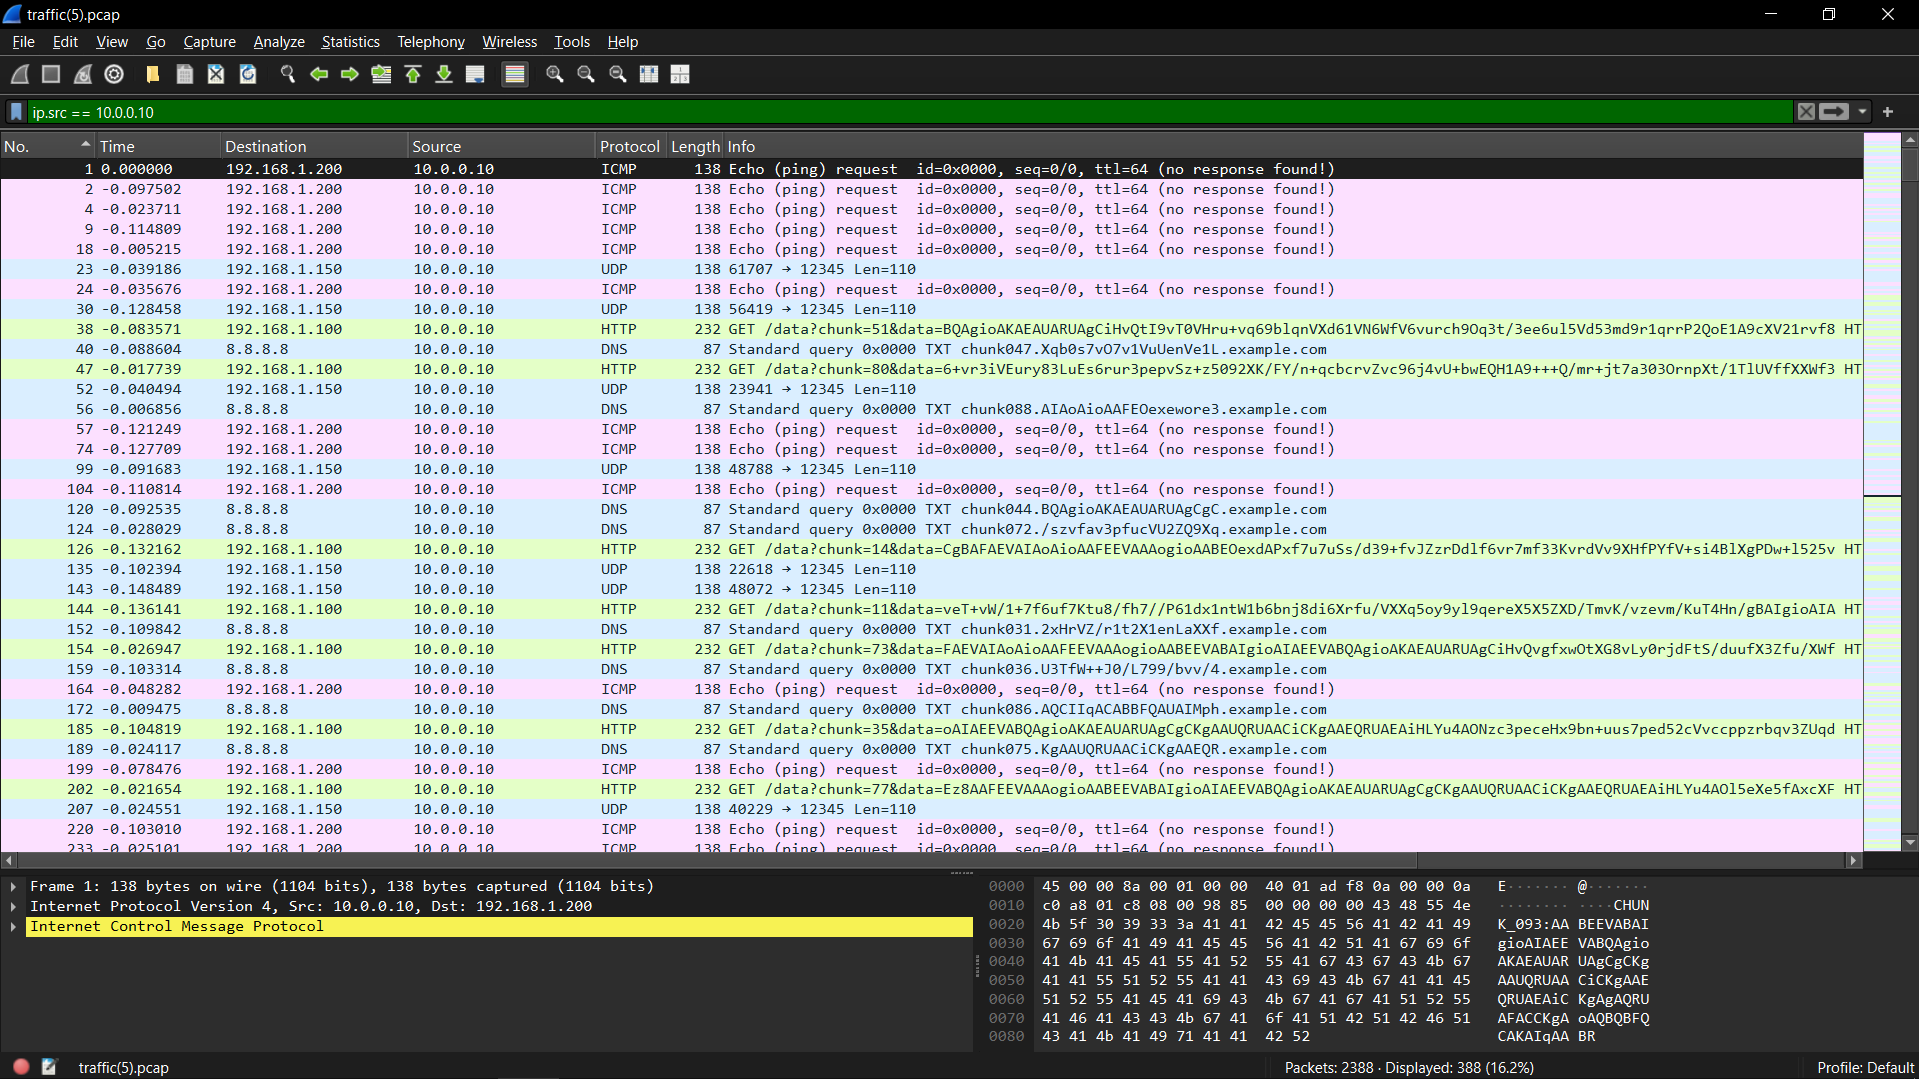 traffic(5).pcap
File Edit View Go Capture Analyze Statistics Telephony Wireless Tools Help
ip.src == 10.0.0.10
No. Time Destination Source Protocol Length Info
1 0.000000 192.168.1.200 10.0.0.10 ICMP 138 Echo (ping) request id=0x0000, seq=0/0, ttl=64 (no response found!)
2 -0.097502 192.168.1.200 10.0.0.10 ICMP 138 Echo (ping) request id=0x0000, seq=0/0, ttl=64 (no response found!)
4 -0.023711 192.168.1.200 10.0.0.10 ICMP 138 Echo (ping) request id=0x0000, seq=0/0, ttl=64 (no response found!)
9 -0.114809 192.168.1.200 10.0.0.10 ICMP 138 Echo (ping) request id=0x0000, seq=0/0, ttl=64 (no response found!)
18 -0.005215 192.168.1.200 10.0.0.10 ICMP 138 Echo (ping) request id=0x0000, seq=0/0, ttl=64 (no response found!)
23 -0.039186 192.168.1.150 10.0.0.10 UDP 138 61707 → 12345 Len=110
24 -0.035676 192.168.1.200 10.0.0.10 ICMP 138 Echo (ping) request id=0x0000, seq=0/0, ttl=64 (no response found!)
30 -0.128458 192.168.1.150 10.0.0.10 UDP 138 56419 → 12345 Len=110
38 -0.083571 192.168.1.100 10.0.0.10 HTTP 232 GET /data?chunk=51&data=BQAgioAKAEAUARUAgCiHvQtI9vT0VHru+vq69blqnVXd61VN6WfV6vurch9Oq3t/3ee6ul5Vd53md9r1qrrP2QoE1A9cXV21rvf8 HT
40 -0.088604 8.8.8.8 10.0.0.10 DNS 87 Standard query 0x0000 TXT chunk047.Xqb0s7vO7v1VuUenVe1L.example.com
47 -0.017739 192.168.1.100 10.0.0.10 HTTP 232 GET /data?chunk=80&data=6+vr3iVEury83LuEs6rur3pepvSz+z5092XK/FY/n+qcbcrvZvc96j4vU+bwEQH1A9+++Q/mr+jt7a303OrnpXt/1TlUVffXXWf3 HT
52 -0.040494 192.168.1.150 10.0.0.10 UDP 138 23941 → 12345 Len=110
56 -0.006856 8.8.8.8 10.0.0.10 DNS 87 Standard query 0x0000 TXT chunk088.AIAoAioAAFEOexewore3.example.com
57 -0.121249 192.168.1.200 10.0.0.10 ICMP 138 Echo (ping) request id=0x0000, seq=0/0, ttl=64 (no response found!)
74 -0.127709 192.168.1.200 10.0.0.10 ICMP 138 Echo (ping) request id=0x0000, seq=0/0, ttl=64 (no response found!)
99 -0.091683 192.168.1.150 10.0.0.10 UDP 138 48788 → 12345 Len=110
104 -0.110814 192.168.1.200 10.0.0.10 ICMP 138 Echo (ping) request id=0x0000, seq=0/0, ttl=64 (no response found!)
120 -0.092535 8.8.8.8 10.0.0.10 DNS 87 Standard query 0x0000 TXT chunk044.BQAgioAKAEAUARUAgCgC.example.com
124 -0.028029 8.8.8.8 10.0.0.10 DNS 87 Standard query 0x0000 TXT chunk072./szvfav3pfucVU2ZQ9Xq.example.com
126 -0.132162 192.168.1.100 10.0.0.10 HTTP 232 GET /data?chunk=14&data=CgBAFAEVAIAoAioAAFEEVAAAogioAABEOexdAPxf7u7uSs/d39+fvJZzrDdlf6vr7mf33KvrdVv9XHfPYfV+si4BlXgPDw+l525v HT
135 -0.102394 192.168.1.150 10.0.0.10 UDP 138 22618 → 12345 Len=110
143 -0.148489 192.168.1.150 10.0.0.10 UDP 138 48072 → 12345 Len=110
144 -0.136141 192.168.1.100 10.0.0.10 HTTP 232 GET /data?chunk=11&data=veT+vW/1+7f6uf7Ktu8/fh7//P61dx1ntW1b6bnj8di6Xrfu/VXXq5oy9yl9qereX5X5ZXD/TmvK/vzevm/KuT4Hn/gBAIgioAIA HT
152 -0.109842 8.8.8.8 10.0.0.10 DNS 87 Standard query 0x0000 TXT chunk031.2xHrVZ/r1t2X1enLaXXf.example.com
154 -0.026947 192.168.1.100 10.0.0.10 HTTP 232 GET /data?chunk=73&data=FAEVAIAoAioAAFEEVAAAogioAABEEVABAIgioAIAEEVABQAgioAKAEAUARUAgCiHvQvgfxwOtXG8vLy0rjdFtS/duufX3Zfu/XWf HT
159 -0.103314 8.8.8.8 10.0.0.10 DNS 87 Standard query 0x0000 TXT chunk036.U3TfW++J0/L799/bvv/4.example.com
164 -0.048282 192.168.1.200 10.0.0.10 ICMP 138 Echo (ping) request id=0x0000, seq=0/0, ttl=64 (no response found!)
172 -0.009475 8.8.8.8 10.0.0.10 DNS 87 Standard query 0x0000 TXT chunk086.AQCIIqACABBFQAUAIMph.example.com
185 -0.104819 192.168.1.100 10.0.0.10 HTTP 232 GET /data?chunk=35&data=oAIAEEVABQAgioAKAEAUARUAgCgCKgAAUQRUAACiCKgAAEQRUAEAiHLYu4AONzc3peceHx9bn+uus7ped52cVvccppzrbqv3ZUqd HT
189 -0.024117 8.8.8.8 10.0.0.10 DNS 87 Standard query 0x0000 TXT chunk075.KgAAUQRUAACiCKgAAEQR.example.com
199 -0.078476 192.168.1.200 10.0.0.10 ICMP 138 Echo (ping) request id=0x0000, seq=0/0, ttl=64 (no response found!)
202 -0.021654 192.168.1.100 10.0.0.10 HTTP 232 GET /data?chunk=77&data=Ez8AAFEEVAAAogioAABEEVABAIgioAIAEEVABQAgioAKAEAUARUAgCgCKgAAUQRUAACiCKgAAEQRUAEAiHLYu4AOl5eXe5fAxcXF HT
207 -0.024551 192.168.1.150 10.0.0.10 UDP 138 40229 → 12345 Len=110
220 -0.103010 192.168.1.200 10.0.0.10 ICMP 138 Echo (ping) request id=0x0000, seq=0/0, ttl=64 (no response found!)
233 -0.025101 192.168.1.200 10.0.0.10 ICMP 138 Echo (ping) request id=0x0000, seq=0/0, ttl=64 (no response found!)
Frame 1: 138 bytes on wire (1104 bits), 138 bytes captured (1104 bits)
Internet Protocol Version 4, Src: 10.0.0.10, Dst: 192.168.1.200
Internet Control Message Protocol
0000 45 00 00 8a 00 01 00 00 40 01 ad f8 0a 00 00 0a E······· @·······
0010 c0 a8 01 c8 08 00 98 85 00 00 00 00 43 48 55 4e ········ ····CHUN
0020 4b 5f 30 39 33 3a 41 41 42 45 45 56 41 42 41 49 K_093:AA BEEVABAI
0030 67 69 6f 41 49 41 45 45 56 41 42 51 41 67 69 6f gioAIAEE VABQAgio
0040 41 4b 41 45 41 55 41 52 55 41 67 43 67 43 4b 67 AKAEAUAR UAgCgCKg
0050 41 41 55 51 52 55 41 41 43 69 43 4b 67 41 41 45 AAUQRUAA CiCKgAAE
0060 51 52 55 41 45 41 69 43 4b 67 41 67 41 51 52 55 QRUAEAiC KgAgAQRU
0070 41 46 41 43 43 4b 67 41 6f 41 51 42 51 42 46 51 AFACCKgA oAQBQBFQ
0080 43 41 4b 41 49 71 41 41 42 52 CAKAIqAA BR
traffic(5).pcap Packets: 2388 · Displayed: 388 (16.2%) Profile: Default